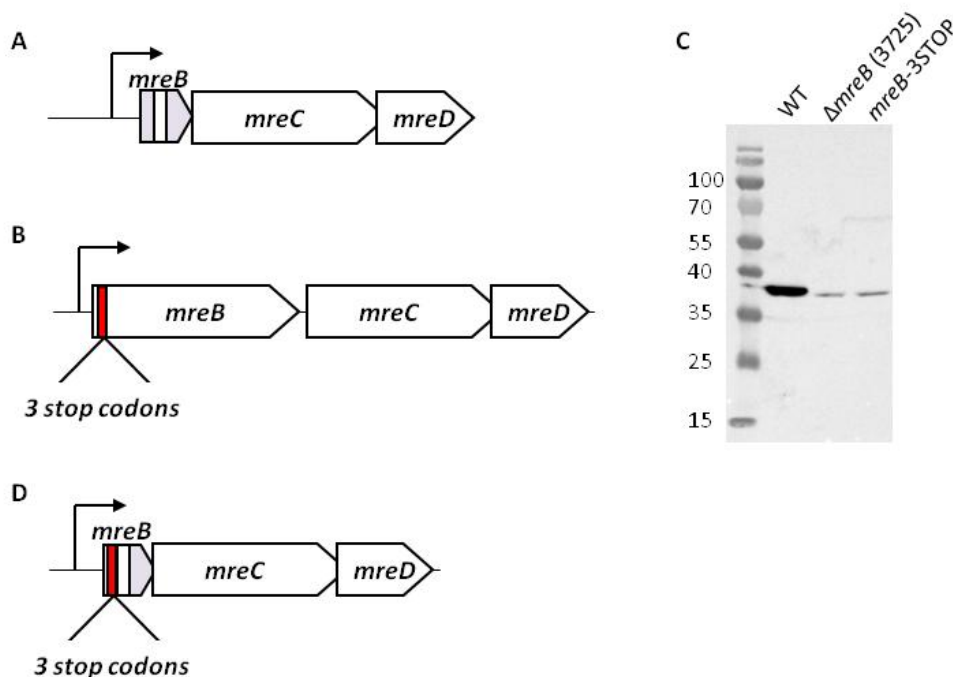 A
mreB
mreC
mreD
B
mreB
mreC
mreD
3 stop codons
C
WT
ΔmreB (3725)
mreB-3STOP
100
70
55
40
35
25
15
D
mreB
mreC
mreD
3 stop codons